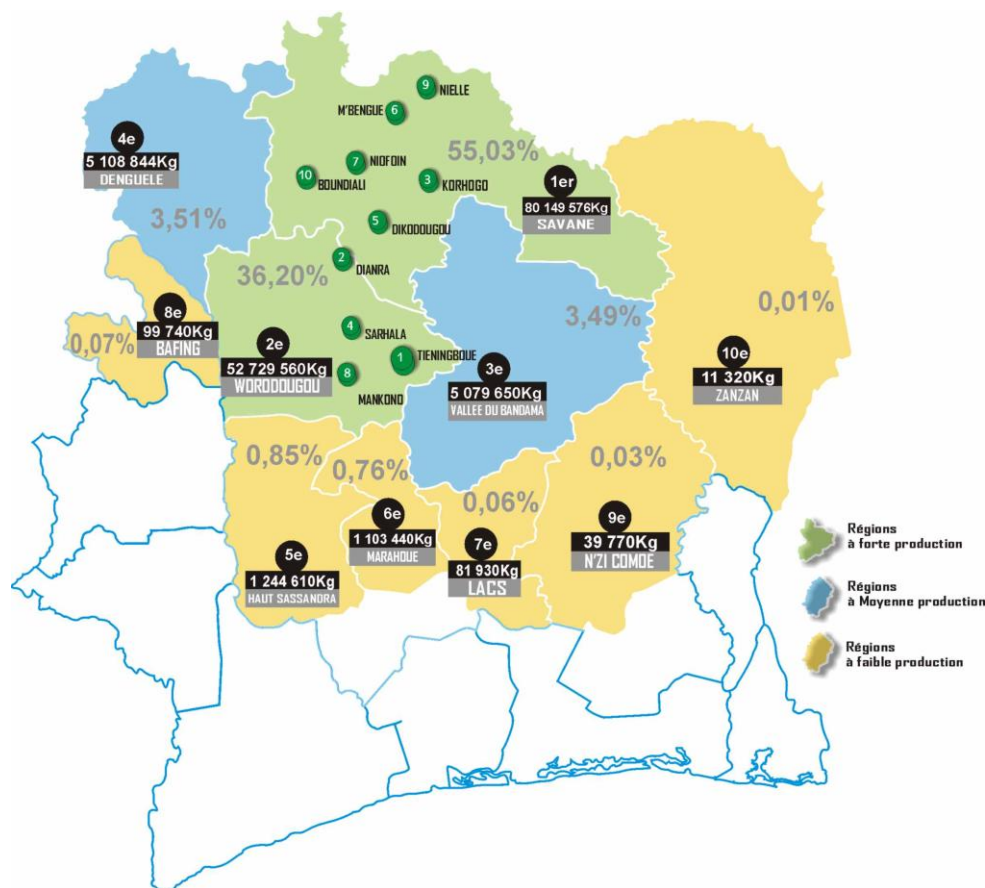 9
NIELLE
M'BENGUE
6
4e
5 108 844Kg
DENGUELE
3,51%
7
NIOFOIN
10
BOUNDIALI
3
KORHOGO
55,03%
1er
80 149 576Kg
SAVANE
5
DIKODOUGOU
2
DIANRA
36,20%
8e
99 740Kg
BAFING
0,07%
2e
52 729 560Kg
WORODOUGOU
4
SARHALA
1
TIENINGBOUE
8
MANKONO
3,49%
3e
5 079 650Kg
VALLEE DU BANDAMA
0,01%
10e
11 320Kg
ZANZAN
0,85%
5e
1 244 610Kg
HAUT SASSANDRA
0,76%
6e
1 103 440Kg
MARAHOUE
0,06%
7e
81 930Kg
LACS
0,03%
9e
39 770Kg
N'ZI COMOE
Régions
à forte production
Régions
à Moyenne production
Régions
à faible production